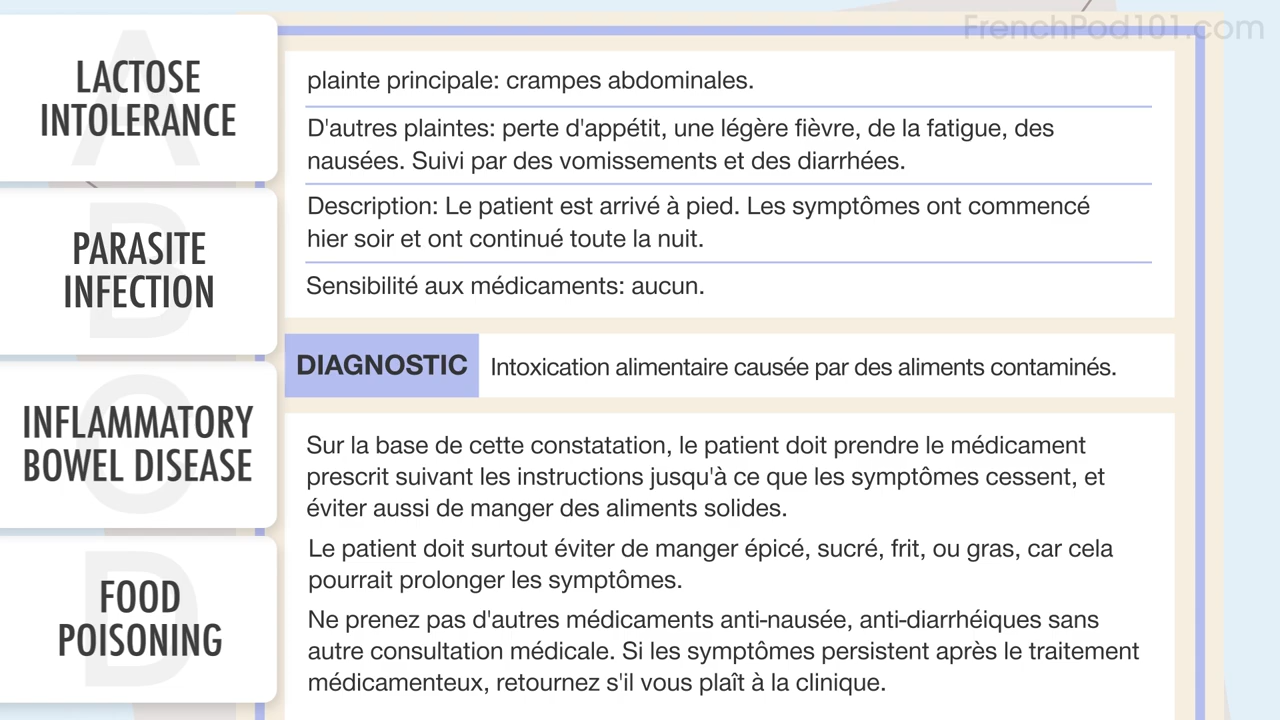 FrenchPod101.com
A
LACTOSE
INTOLERANCE
B
PARASITE
INFECTION
C
INFLAMMATORY
BOWEL DISEASE
D
FOOD
POISONING
plainte principale: crampes abdominales.
D'autres plaintes: perte d'appétit, une légère fièvre, de la fatigue, des
nausées. Suivi par des vomissements et des diarrhées.
Description: Le patient est arrivé à pied. Les symptômes ont commencé
hier soir et ont continué toute la nuit.
Sensibilité aux médicaments: aucun.
DIAGNOSTIC Intoxication alimentaire causée par des aliments contaminés.
Sur la base de cette constatation, le patient doit prendre le médicament
prescrit suivant les instructions jusqu'à ce que les symptômes cessent, et
éviter aussi de manger des aliments solides.
Le patient doit surtout éviter de manger épicé, sucré, frit, ou gras, car cela
pourrait prolonger les symptômes.
Ne prenez pas d'autres médicaments anti-nausée, anti-diarrhéiques sans
autre consultation médicale. Si les symptômes persistent après le traitement
médicamenteux, retournez s'il vous plaît à la clinique.